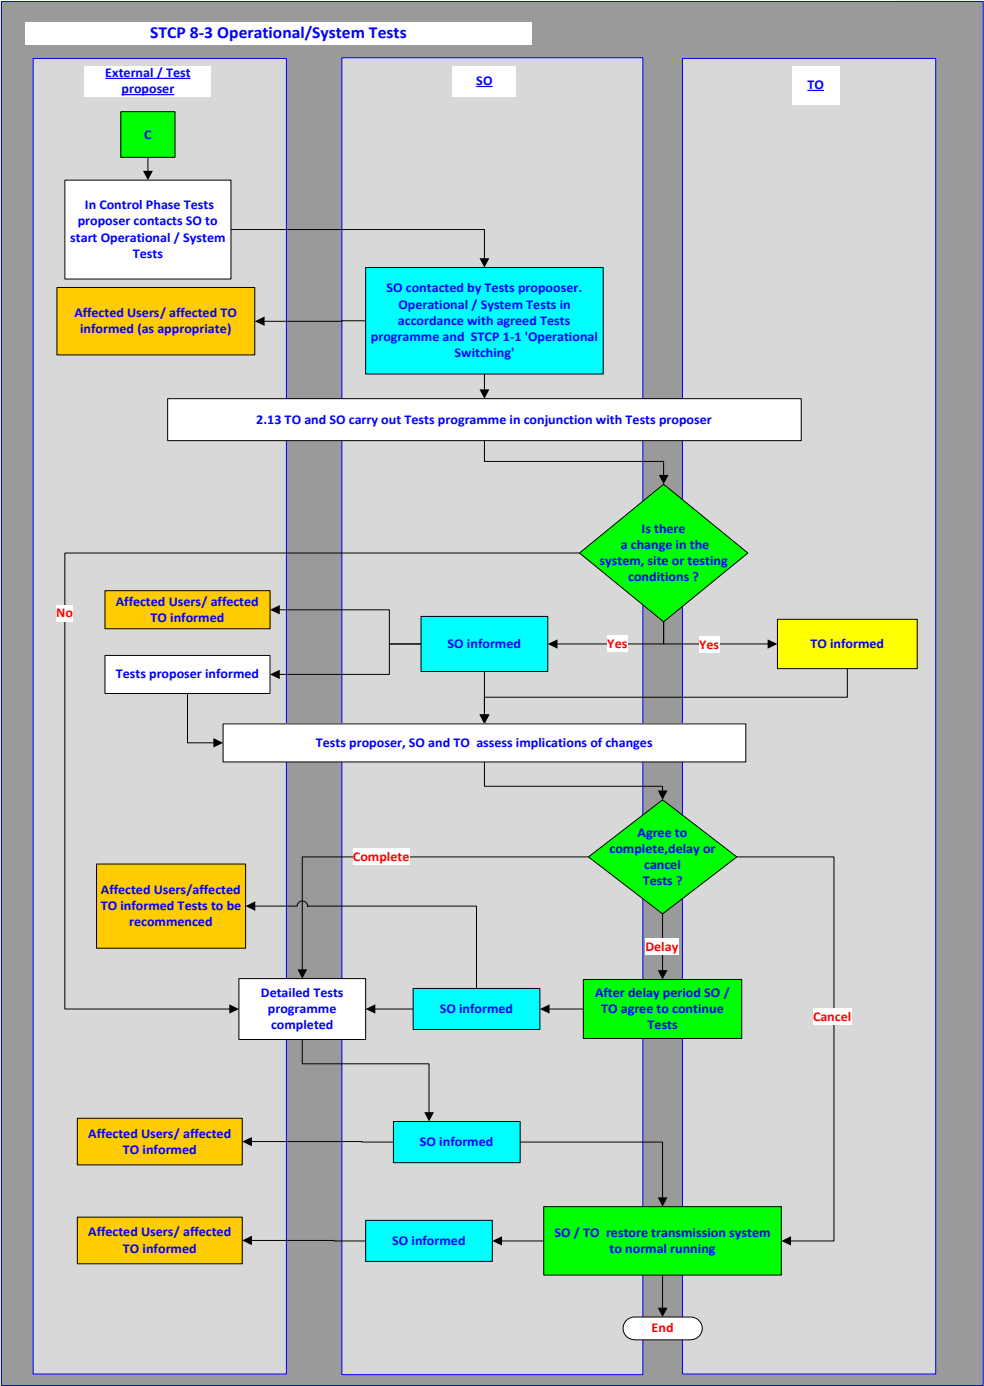 STCP 8-3 Operational/System Tests
External / Test
proposer
SO
TO
C
In Control Phase Tests
proposer contacts SO to
start Operational / System
Tests
SO contacted by Tests propooser.
Operational / System Tests in
accordance with agreed Tests
programme and STCP 1-1 'Operational
Switching'
Affected Users/ affected TO
informed (as appropriate)
2.13 TO and SO carry out Tests programme in conjunction with Tests proposer
Is there
a change in the
system, site or testing
conditions ?
No
Affected Users/ affected
TO informed
SO informed
Yes
Yes
TO informed
Tests proposer informed
Tests proposer, SO and TO assess implications of changes
Agree to
complete,delay or
cancel
Tests ?
Complete
Affected Users/affected
TO informed Tests to be
recommenced
Delay
Detailed Tests
programme
completed
SO informed
After delay period SO /
TO agree to continue
Tests
Cancel
Affected Users/ affected
TO informed
SO informed
Affected Users/ affected
TO informed
SO informed
SO / TO restore transmission system
to normal running
End